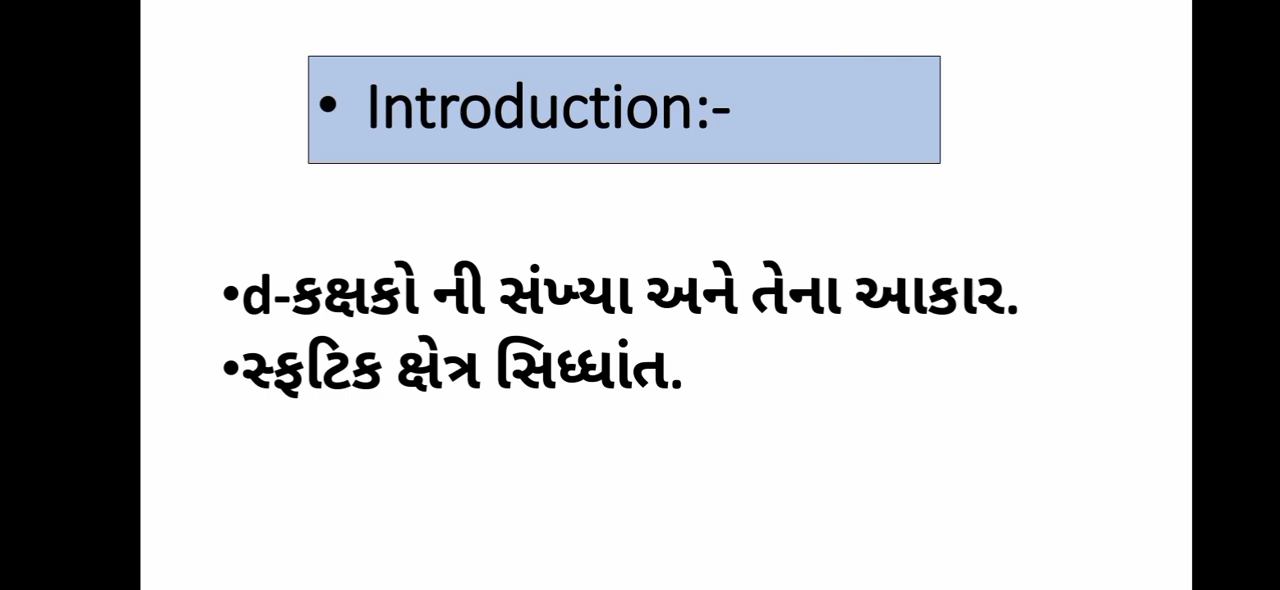 • Introduction:-
•d-કક્ષકો ની સંખ્યા અને તેના આકાર.
•સ્ફટિક ક્ષેત્ર સિધ્ધાંત.